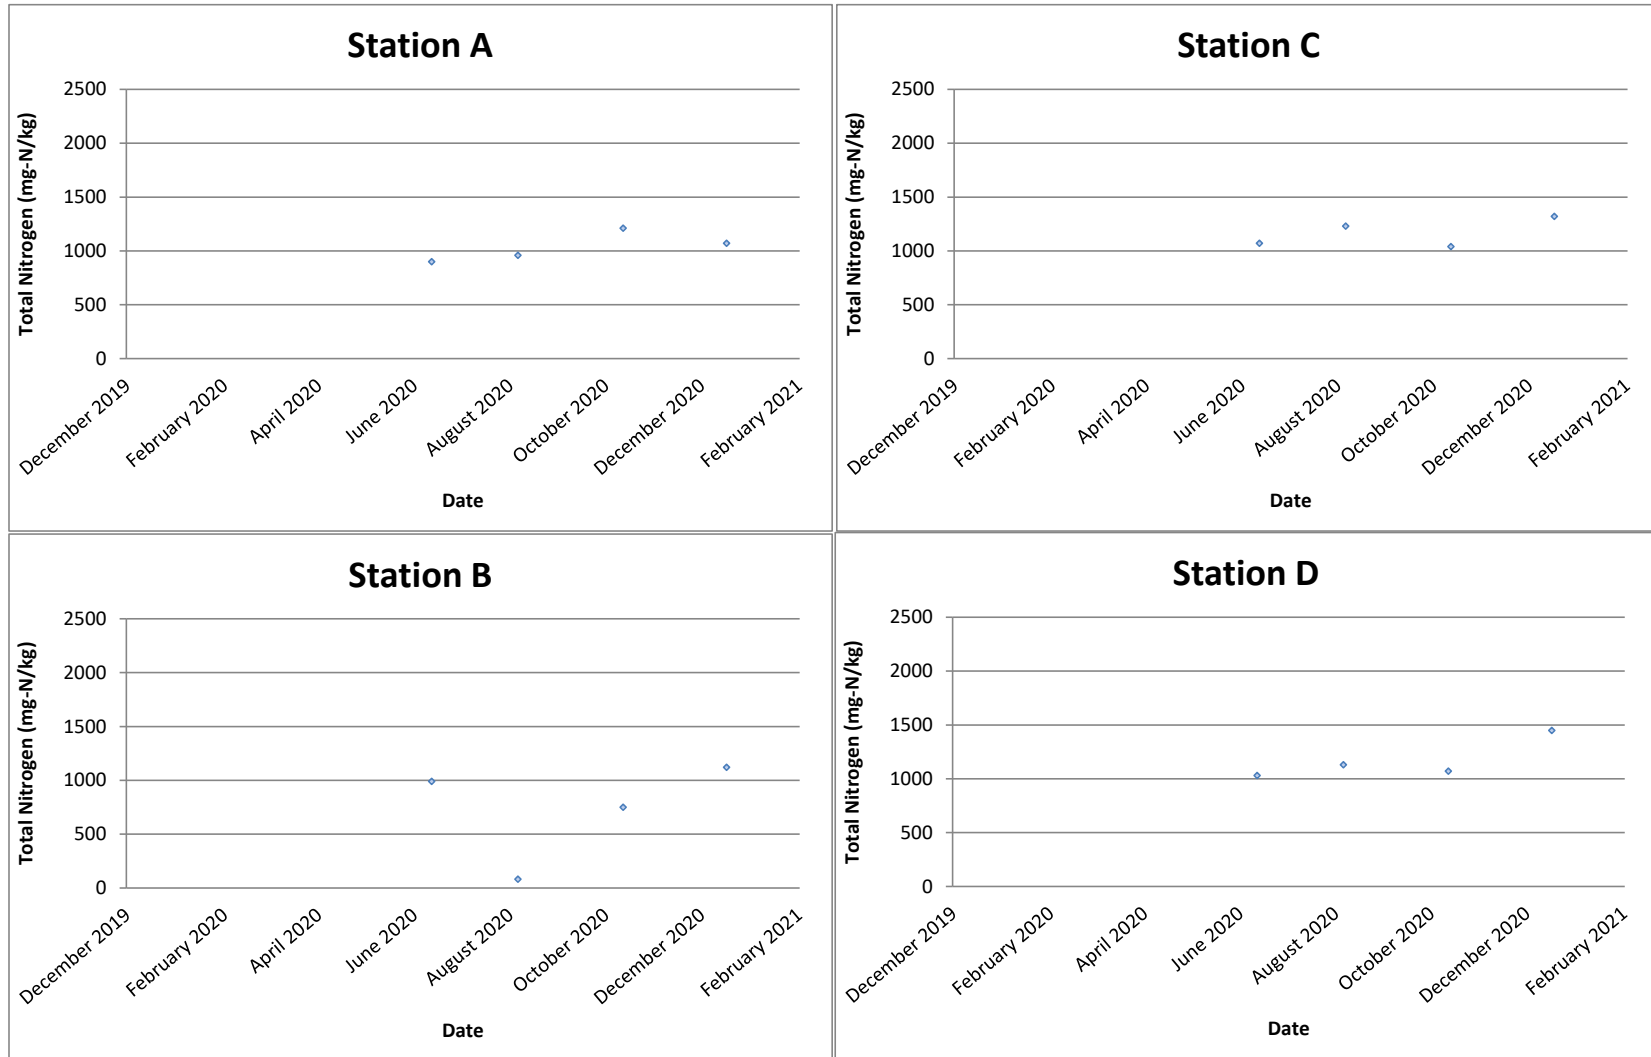 Station A
Total Nitrogen (mg-N/kg)
2500
2000
1500
1000
500
0
December 2019
February 2020
April 2020
June 2020
August 2020
October 2020
December 2020
February 2021
Date
Station C
Total Nitrogen (mg-N/kg)
2500
2000
1500
1000
500
0
December 2019
February 2020
April 2020
June 2020
August 2020
October 2020
December 2020
February 2021
Date
Station B
Total Nitrogen (mg-N/kg)
2500
2000
1500
1000
500
0
December 2019
February 2020
April 2020
June 2020
August 2020
October 2020
December 2020
February 2021
Date
Station D
Total Nitrogen (mg-N/kg)
2500
2000
1500
1000
500
0
December 2019
February 2020
April 2020
June 2020
August 2020
October 2020
December 2020
February 2021
Date